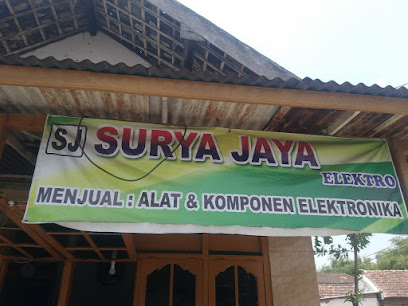 SJ SURYA JAYA
ELEKTRO
MENJUAL : ALAT & KOMPONEN ELEKTRONIKA